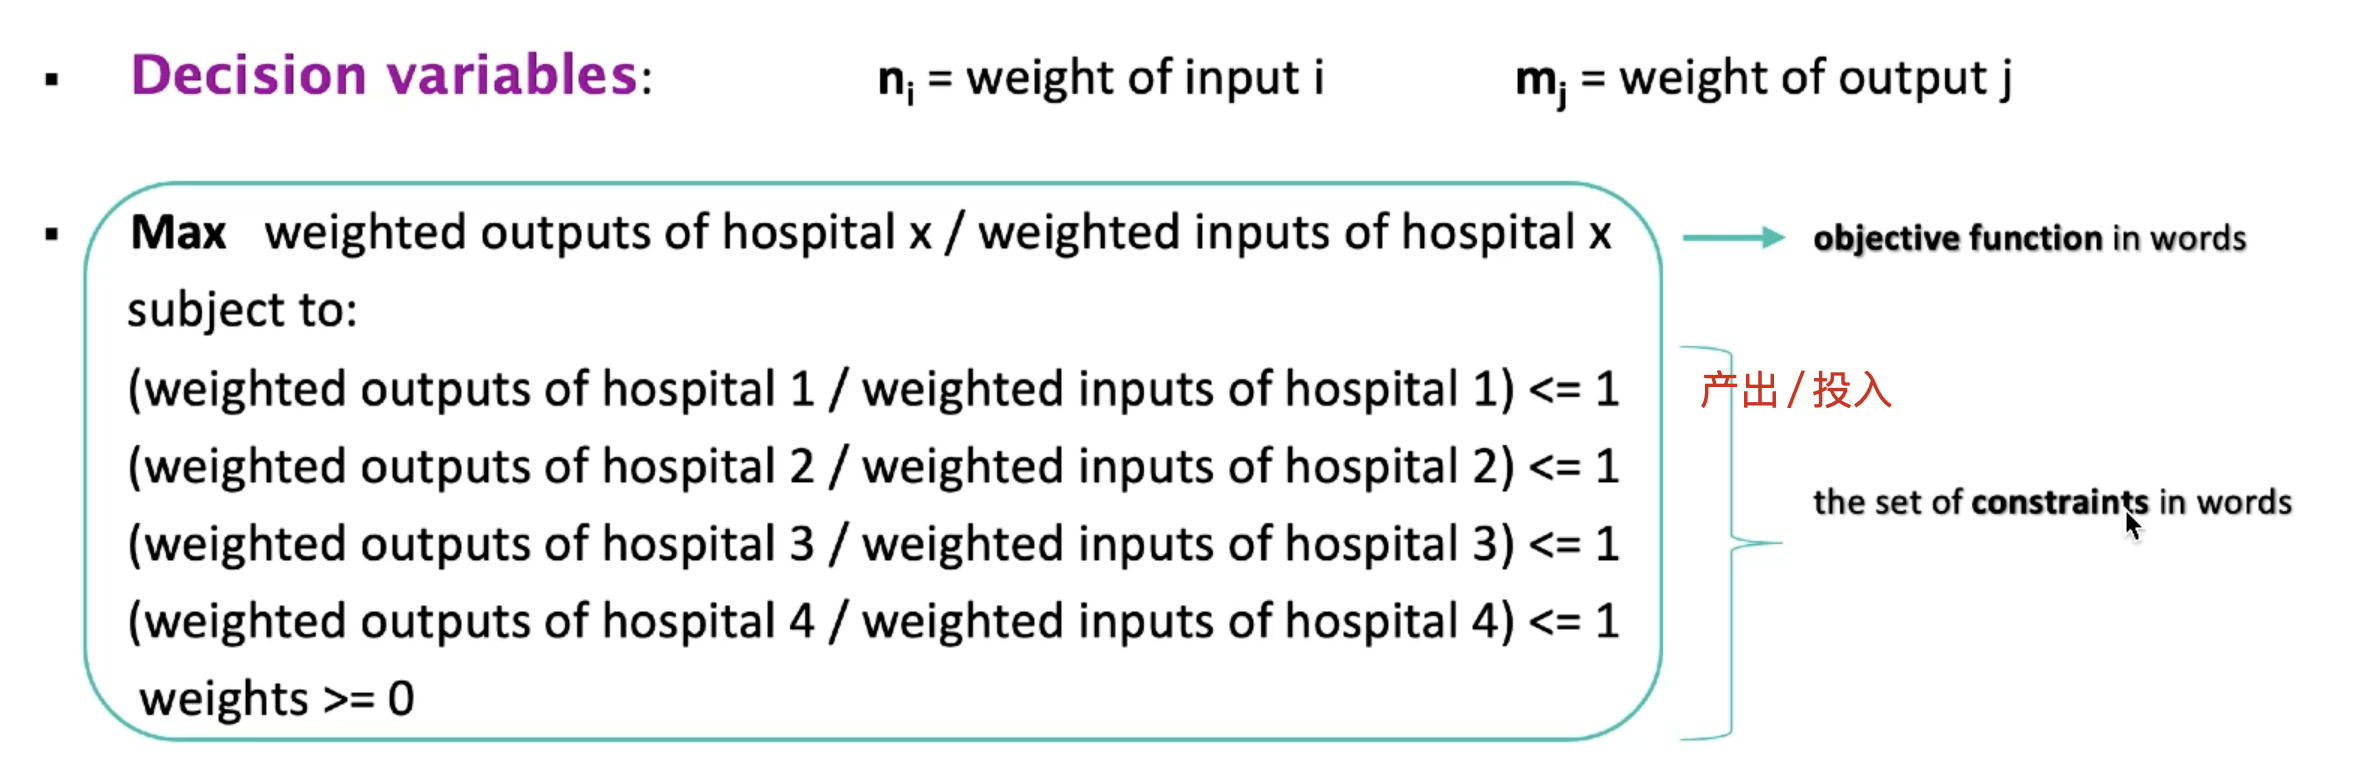 ▪ Decision variables: nᵢ = weight of input i mⱼ = weight of output j
▪ Max weighted outputs of hospital x / weighted inputs of hospital x
objective function in words
subject to:
(weighted outputs of hospital 1 / weighted inputs of hospital 1) <= 1
产出 / 投入
(weighted outputs of hospital 2 / weighted inputs of hospital 2) <= 1
the set of constraints in words
(weighted outputs of hospital 3 / weighted inputs of hospital 3) <= 1
(weighted outputs of hospital 4 / weighted inputs of hospital 4) <= 1
weights >= 0